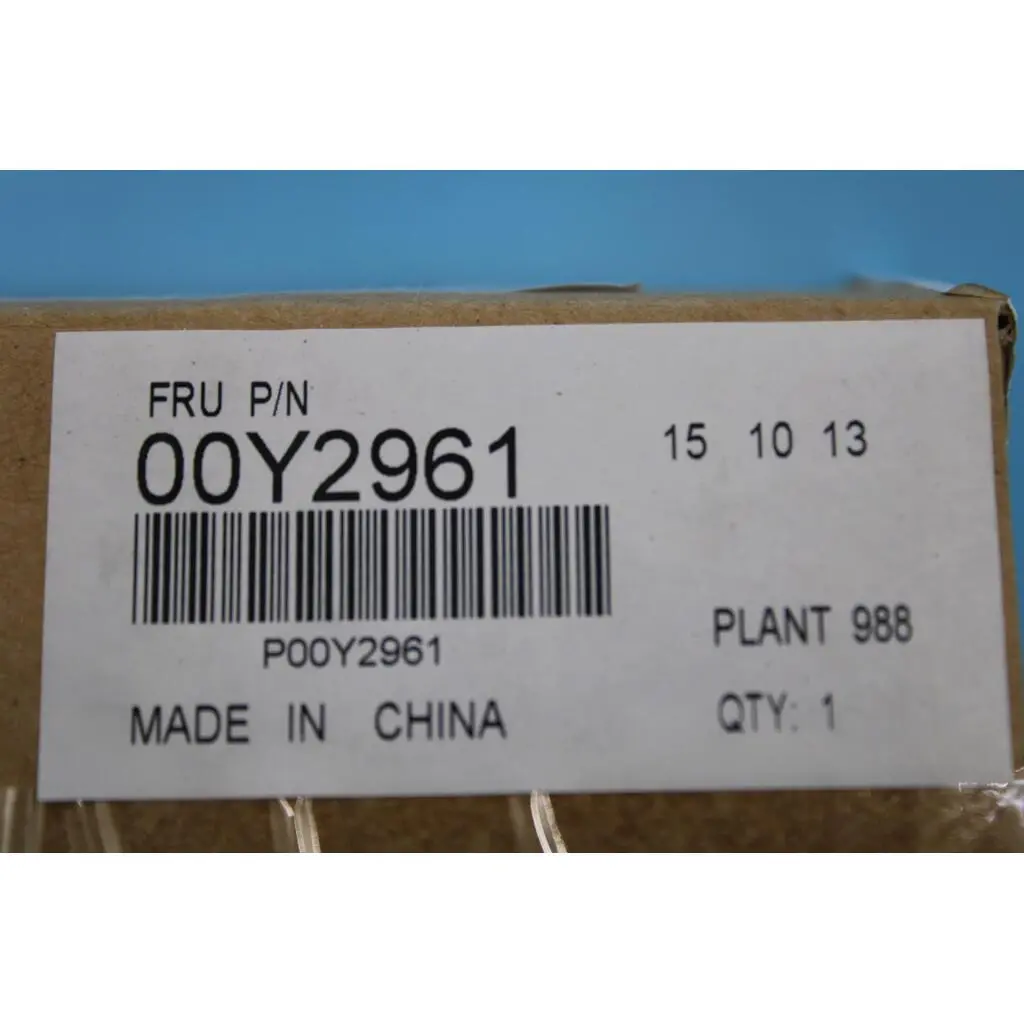 FRU P/N
00Y2961
15 10 13
P00Y2961
PLANT 988
MADE IN CHINA
QTY: 1